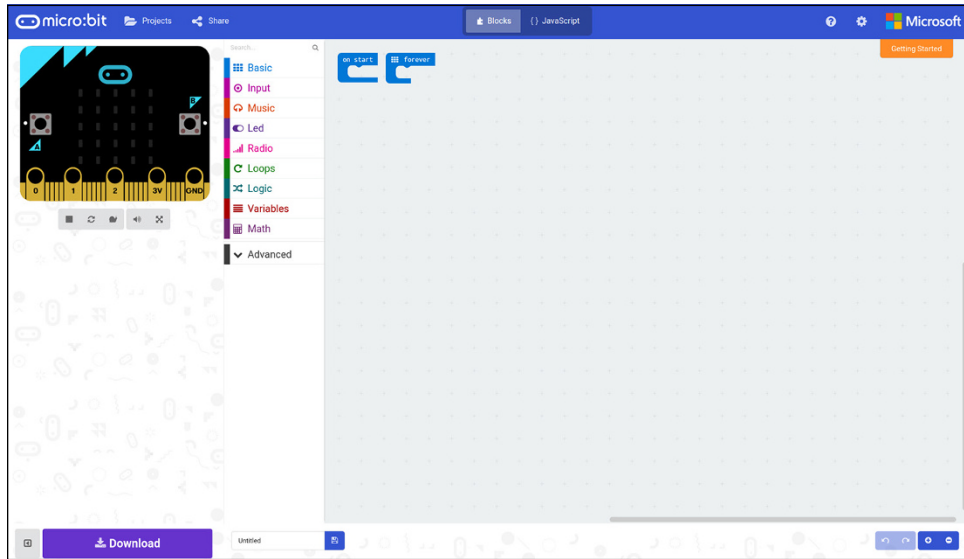 micro:bit Projects Share Blocks {} JavaScript Microsoft
Getting Started
Search...
Basic
Input
Music
Led
Radio
Loops
Logic
Variables
Math
Advanced
on start forever
B
A
0 1 2 3V GND
Download Untitled